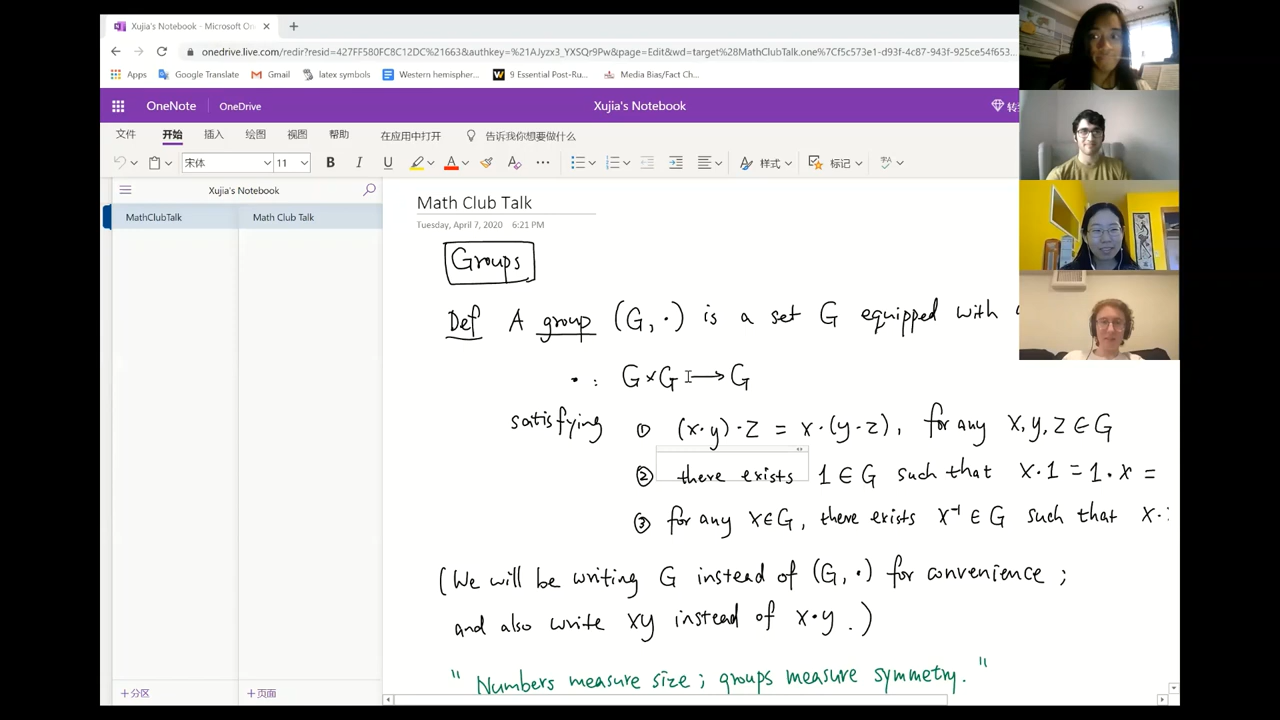 Xujia's Notebook - Microsoft On
onedrive.live.com/redir?resid=427FF580FC8C12DC%21663&authkey=%21AJyzx3_YXSQr9Pw&page=Edit&wd=target%28MathClubTalk.one%7Cf5c573e1-d93f-4c87-943f-925ce54f653...
Apps Google Translate Gmail latex symbols Western hemispher... 9 Essential Post-Ru... Media Bias/Fact Ch...
OneNote OneDrive Xujia's Notebook 转
文件 开始 插入 绘图 视图 帮助 在应用中打开 告诉我你想要做什么
宋体 11 B I U A 样式 标记
Xujia's Notebook
MathClubTalk Math Club Talk
Math Club Talk
Tuesday, April 7, 2020 6:21 PM
Groups
Def A group (G, ·) is a set G equipped with
· : G×G ⟶ G
satisfying ① (x·y)·z = x·(y·z), for any x, y, z ∈ G
② there exists 1 ∈ G such that x·1 = 1·x =
③ for any x∈G, there exists x⁻¹ ∈ G such that x·
(We will be writing G instead of (G, ·) for convenience ;
and also write xy instead of x·y .)
" Numbers measure size ; groups measure symmetry. "
+分区 +页面